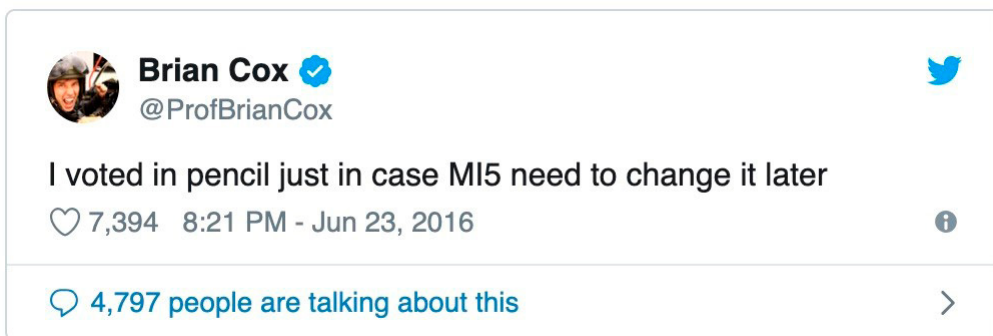 Brian Cox
@ProfBrianCox
I voted in pencil just in case MI5 need to change it later
7,394 8:21 PM - Jun 23, 2016
4,797 people are talking about this